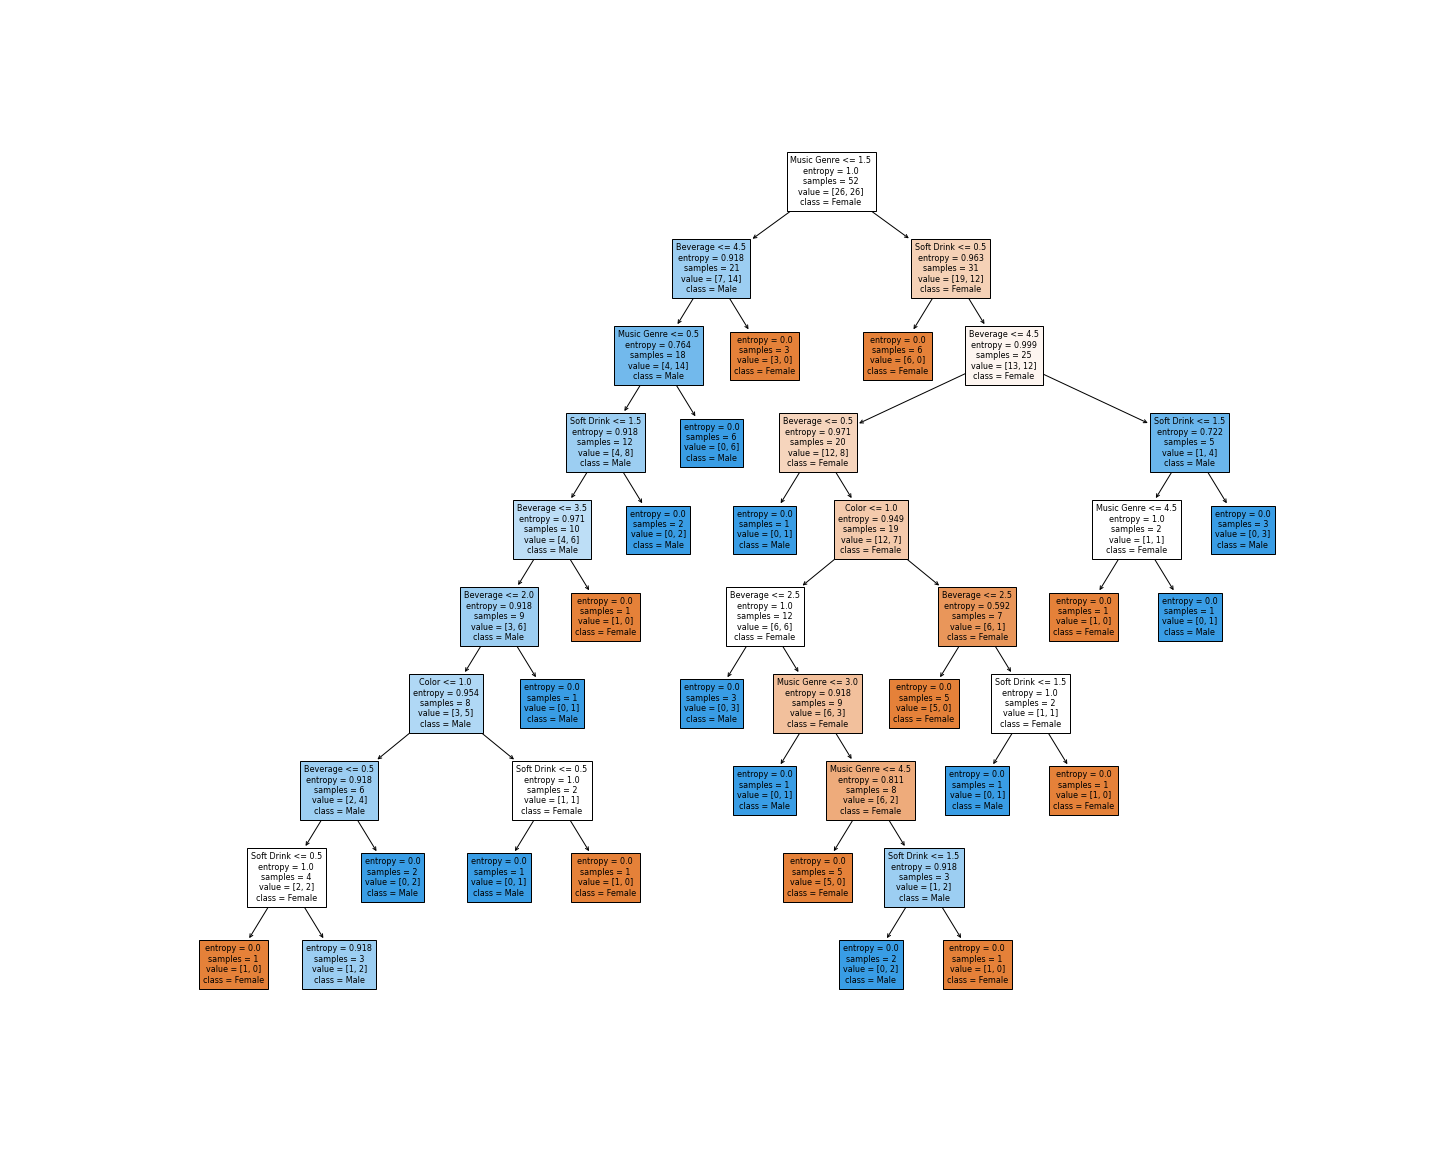 Music Genre <= 1.5
entropy = 1.0
samples = 52
value = [26, 26]
class = Female
Beverage <= 4.5
entropy = 0.918
samples = 21
value = [7, 14]
class = Male
Soft Drink <= 0.5
entropy = 0.963
samples = 31
value = [19, 12]
class = Female
Music Genre <= 0.5
entropy = 0.764
samples = 18
value = [4, 14]
class = Male
entropy = 0.0
samples = 3
value = [3, 0]
class = Female
entropy = 0.0
samples = 6
value = [6, 0]
class = Female
Beverage <= 4.5
entropy = 0.999
samples = 25
value = [13, 12]
class = Female
Soft Drink <= 1.5
entropy = 0.918
samples = 12
value = [4, 8]
class = Male
entropy = 0.0
samples = 6
value = [0, 6]
class = Male
Beverage <= 0.5
entropy = 0.971
samples = 20
value = [12, 8]
class = Female
Soft Drink <= 1.5
entropy = 0.722
samples = 5
value = [1, 4]
class = Male
Beverage <= 3.5
entropy = 0.971
samples = 10
value = [4, 6]
class = Male
entropy = 0.0
samples = 2
value = [0, 2]
class = Male
entropy = 0.0
samples = 1
value = [0, 1]
class = Male
Color <= 1.0
entropy = 0.949
samples = 19
value = [12, 7]
class = Female
Music Genre <= 4.5
entropy = 1.0
samples = 2
value = [1, 1]
class = Female
entropy = 0.0
samples = 3
value = [0, 3]
class = Male
Beverage <= 2.0
entropy = 0.918
samples = 9
value = [3, 6]
class = Male
entropy = 0.0
samples = 1
value = [1, 0]
class = Female
Beverage <= 2.5
entropy = 1.0
samples = 12
value = [6, 6]
class = Female
Beverage <= 2.5
entropy = 0.592
samples = 7
value = [6, 1]
class = Female
entropy = 0.0
samples = 1
value = [1, 0]
class = Female
entropy = 0.0
samples = 1
value = [0, 1]
class = Male
Color <= 1.0
entropy = 0.954
samples = 8
value = [3, 5]
class = Male
entropy = 0.0
samples = 1
value = [0, 1]
class = Male
entropy = 0.0
samples = 3
value = [0, 3]
class = Male
Music Genre <= 3.0
entropy = 0.918
samples = 9
value = [6, 3]
class = Female
entropy = 0.0
samples = 5
value = [5, 0]
class = Female
Soft Drink <= 1.5
entropy = 1.0
samples = 2
value = [1, 1]
class = Female
Beverage <= 0.5
entropy = 0.918
samples = 6
value = [2, 4]
class = Male
Soft Drink <= 0.5
entropy = 1.0
samples = 2
value = [1, 1]
class = Female
entropy = 0.0
samples = 1
value = [0, 1]
class = Male
Music Genre <= 4.5
entropy = 0.811
samples = 8
value = [6, 2]
class = Female
entropy = 0.0
samples = 1
value = [0, 1]
class = Male
entropy = 0.0
samples = 1
value = [1, 0]
class = Female
Soft Drink <= 0.5
entropy = 1.0
samples = 4
value = [2, 2]
class = Female
entropy = 0.0
samples = 2
value = [0, 2]
class = Male
entropy = 0.0
samples = 1
value = [0, 1]
class = Male
entropy = 0.0
samples = 1
value = [1, 0]
class = Female
entropy = 0.0
samples = 5
value = [5, 0]
class = Female
Soft Drink <= 1.5
entropy = 0.918
samples = 3
value = [1, 2]
class = Male
entropy = 0.0
samples = 1
value = [1, 0]
class = Female
entropy = 0.918
samples = 3
value = [1, 2]
class = Male
entropy = 0.0
samples = 2
value = [0, 2]
class = Male
entropy = 0.0
samples = 1
value = [1, 0]
class = Female